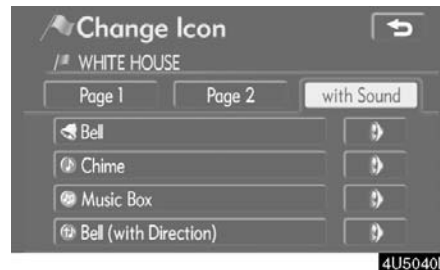 Change Icon
WHITE HOUSE
Page 1 Page 2 with Sound
Bell
Chime
Music Box
Bell (with Direction)
4U5040